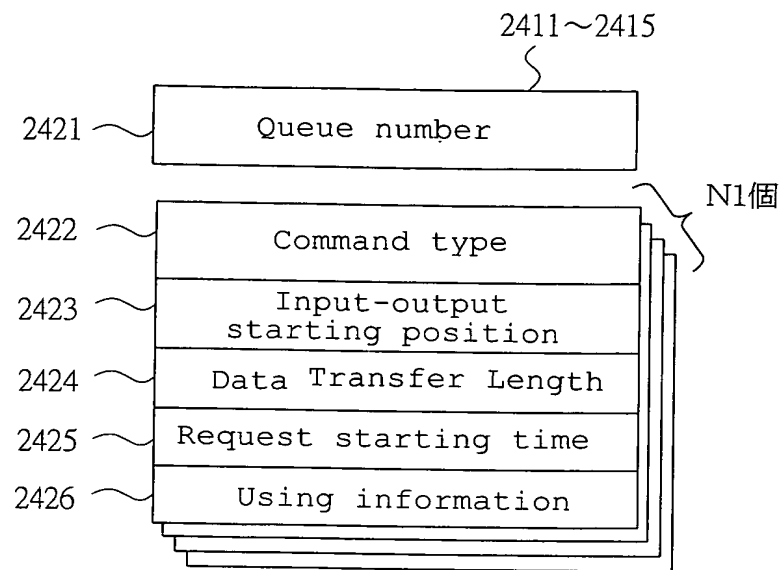 2411～2415
2421
Queue number
N1個
2422
Command type
2423
Input-output
starting position
2424
Data Transfer Length
2425
Request starting time
2426
Using information